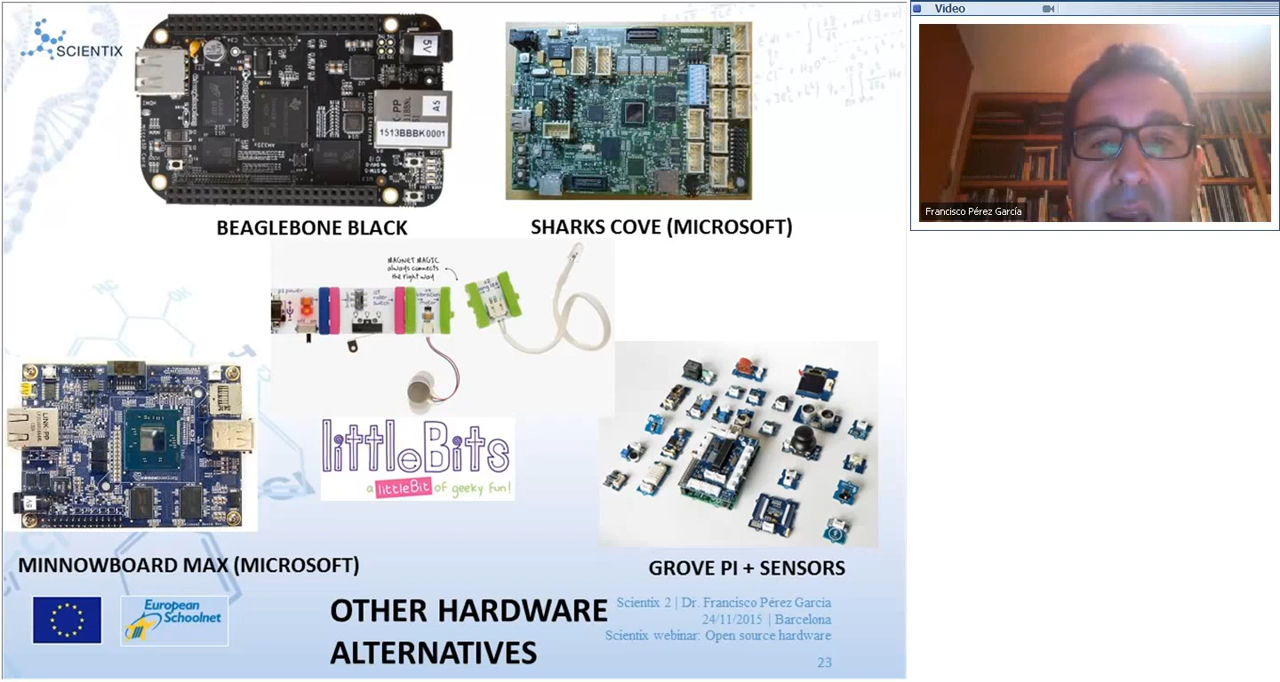 SCIENTIX
5V
A5
1513BBBK0001
BEAGLEBONE BLACK
SHARKS COVE (MICROSOFT)
MAGNET MAGIC
always connects
the right way
littleBits
a littleBit of geeky fun!
MINNOWBOARD MAX (MICROSOFT)
GROVE PI + SENSORS
European
Schoolnet
OTHER HARDWARE
ALTERNATIVES
Scientix 2 | Dr. Francisco Pérez García
24/11/2015 | Barcelona
Scientix webinar: Open source hardware
23
Video
Francisco Pérez García